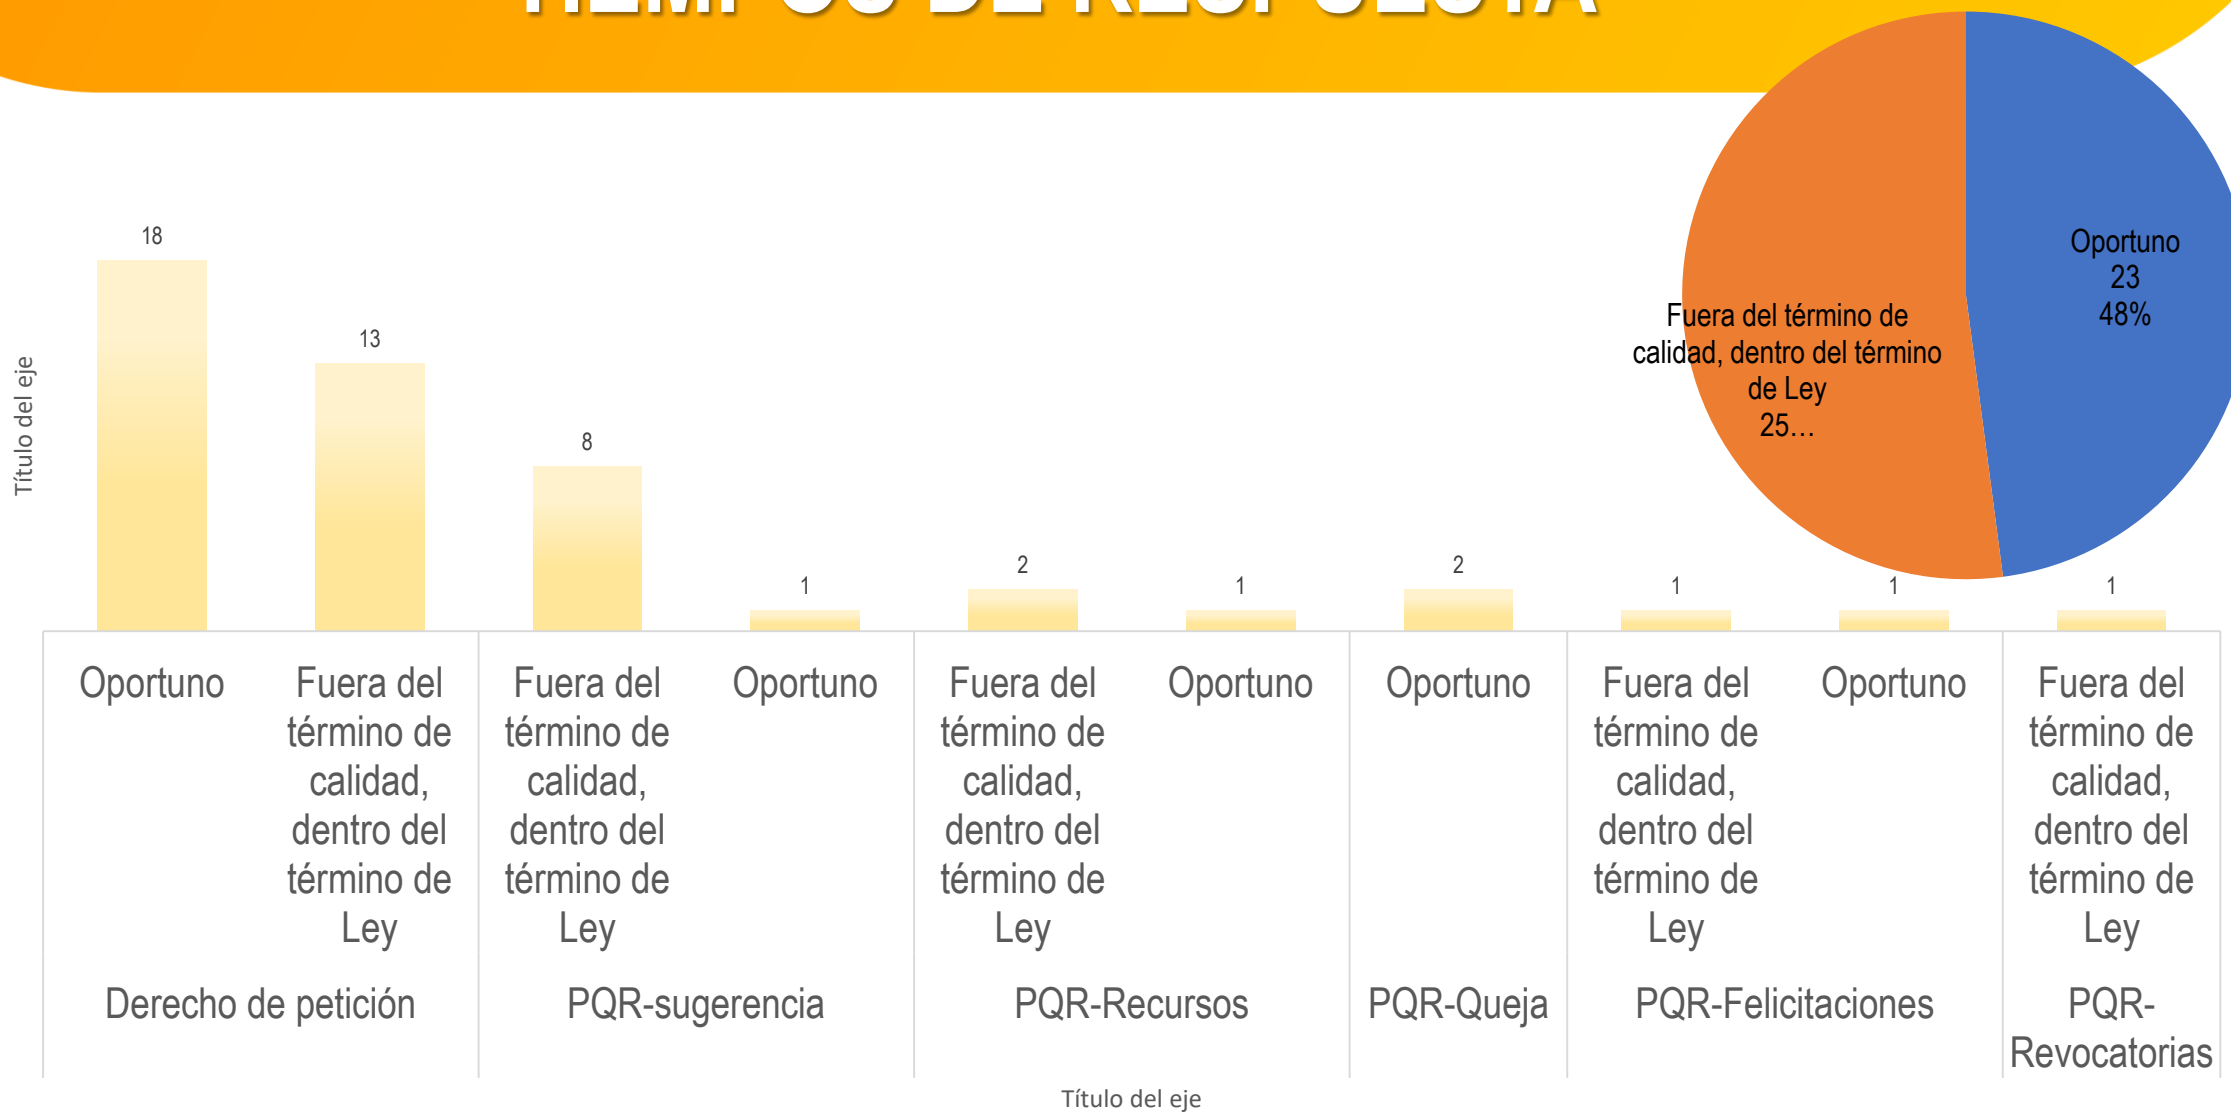 TIEMPOS DE RESPUESTA
Oportuno
23
48%
Fuera del término de
calidad, dentro del término
de Ley
25…
Título del eje
18
13
8
1
2
1
2
1
1
1
Oportuno
Fuera del
término de
calidad,
dentro del
término de
Ley
Fuera del
término de
calidad,
dentro del
término de
Ley
Oportuno
Fuera del
término de
calidad,
dentro del
término de
Ley
Oportuno
Oportuno
Fuera del
término de
calidad,
dentro del
término de
Ley
Oportuno
Fuera del
término de
calidad,
dentro del
término de
Ley
Derecho de petición
PQR-sugerencia
PQR-Recursos
PQR-Queja
PQR-Felicitaciones
PQR-
Revocatorias
Título del eje